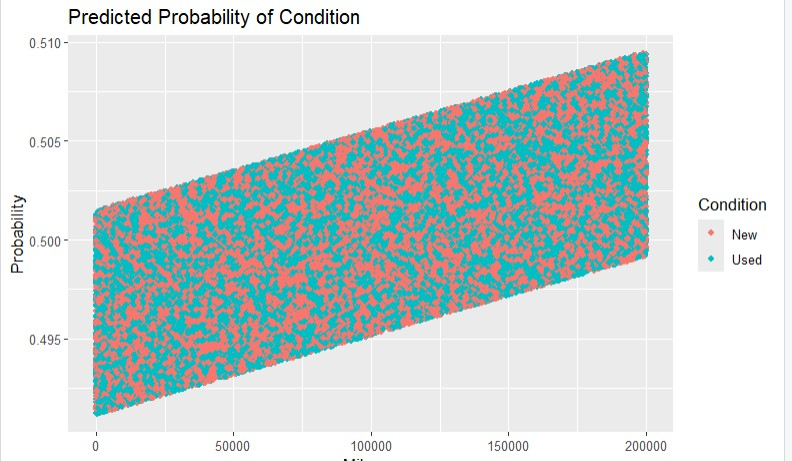 Predicted Probability of Condition
0.510
0.505
0.500
0.495
Probability
0
50000
100000
150000
200000
Condition
New
Used